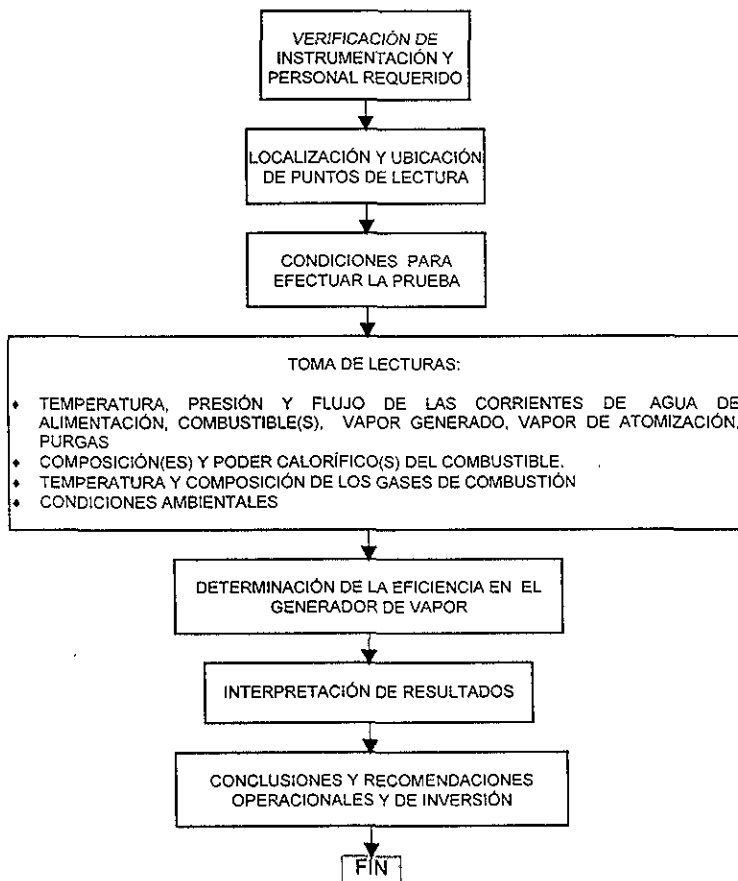 VERIFICACIÓN DE
INSTRUMENTACIÓN Y
PERSONAL REQUERIDO
LOCALIZACIÓN Y UBICACIÓN
DE PUNTOS DE LECTURA
CONDICIONES PARA
EFECTUAR LA PRUEBA
TOMA DE LECTURAS:
♦ TEMPERATURA, PRESIÓN Y FLUJO DE LAS CORRIENTES DE AGUA DE
ALIMENTACIÓN, COMBUSTIBLE(S), VAPOR GENERADO, VAPOR DE ATOMIZACIÓN,
PURGAS
♦ COMPOSICIÓN(ES) Y PODER CALORÍFICO(S) DEL COMBUSTIBLE.
♦ TEMPERATURA Y COMPOSICIÓN DE LOS GASES DE COMBUSTIÓN
♦ CONDICIONES AMBIENTALES
DETERMINACIÓN DE LA EFICIENCIA EN EL
GENERADOR DE VAPOR
INTERPRETACIÓN DE RESULTADOS
CONCLUSIONES Y RECOMENDACIONES
OPERACIONALES Y DE INVERSIÓN
FIN